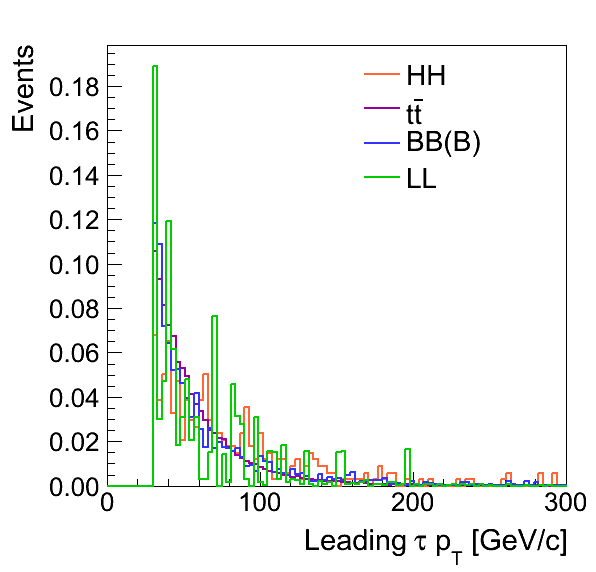 Events
0.18
0.16
0.14
0.12
0.10
0.08
0.06
0.04
0.02
0.00
HH
tt̄
BB(B)
LL
0 100 200 300
Leading τ p_T [GeV/c]